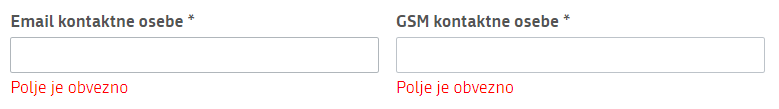 Email kontaktne osebe *
GSM kontaktne osebe *
Polje je obvezno
Polje je obvezno